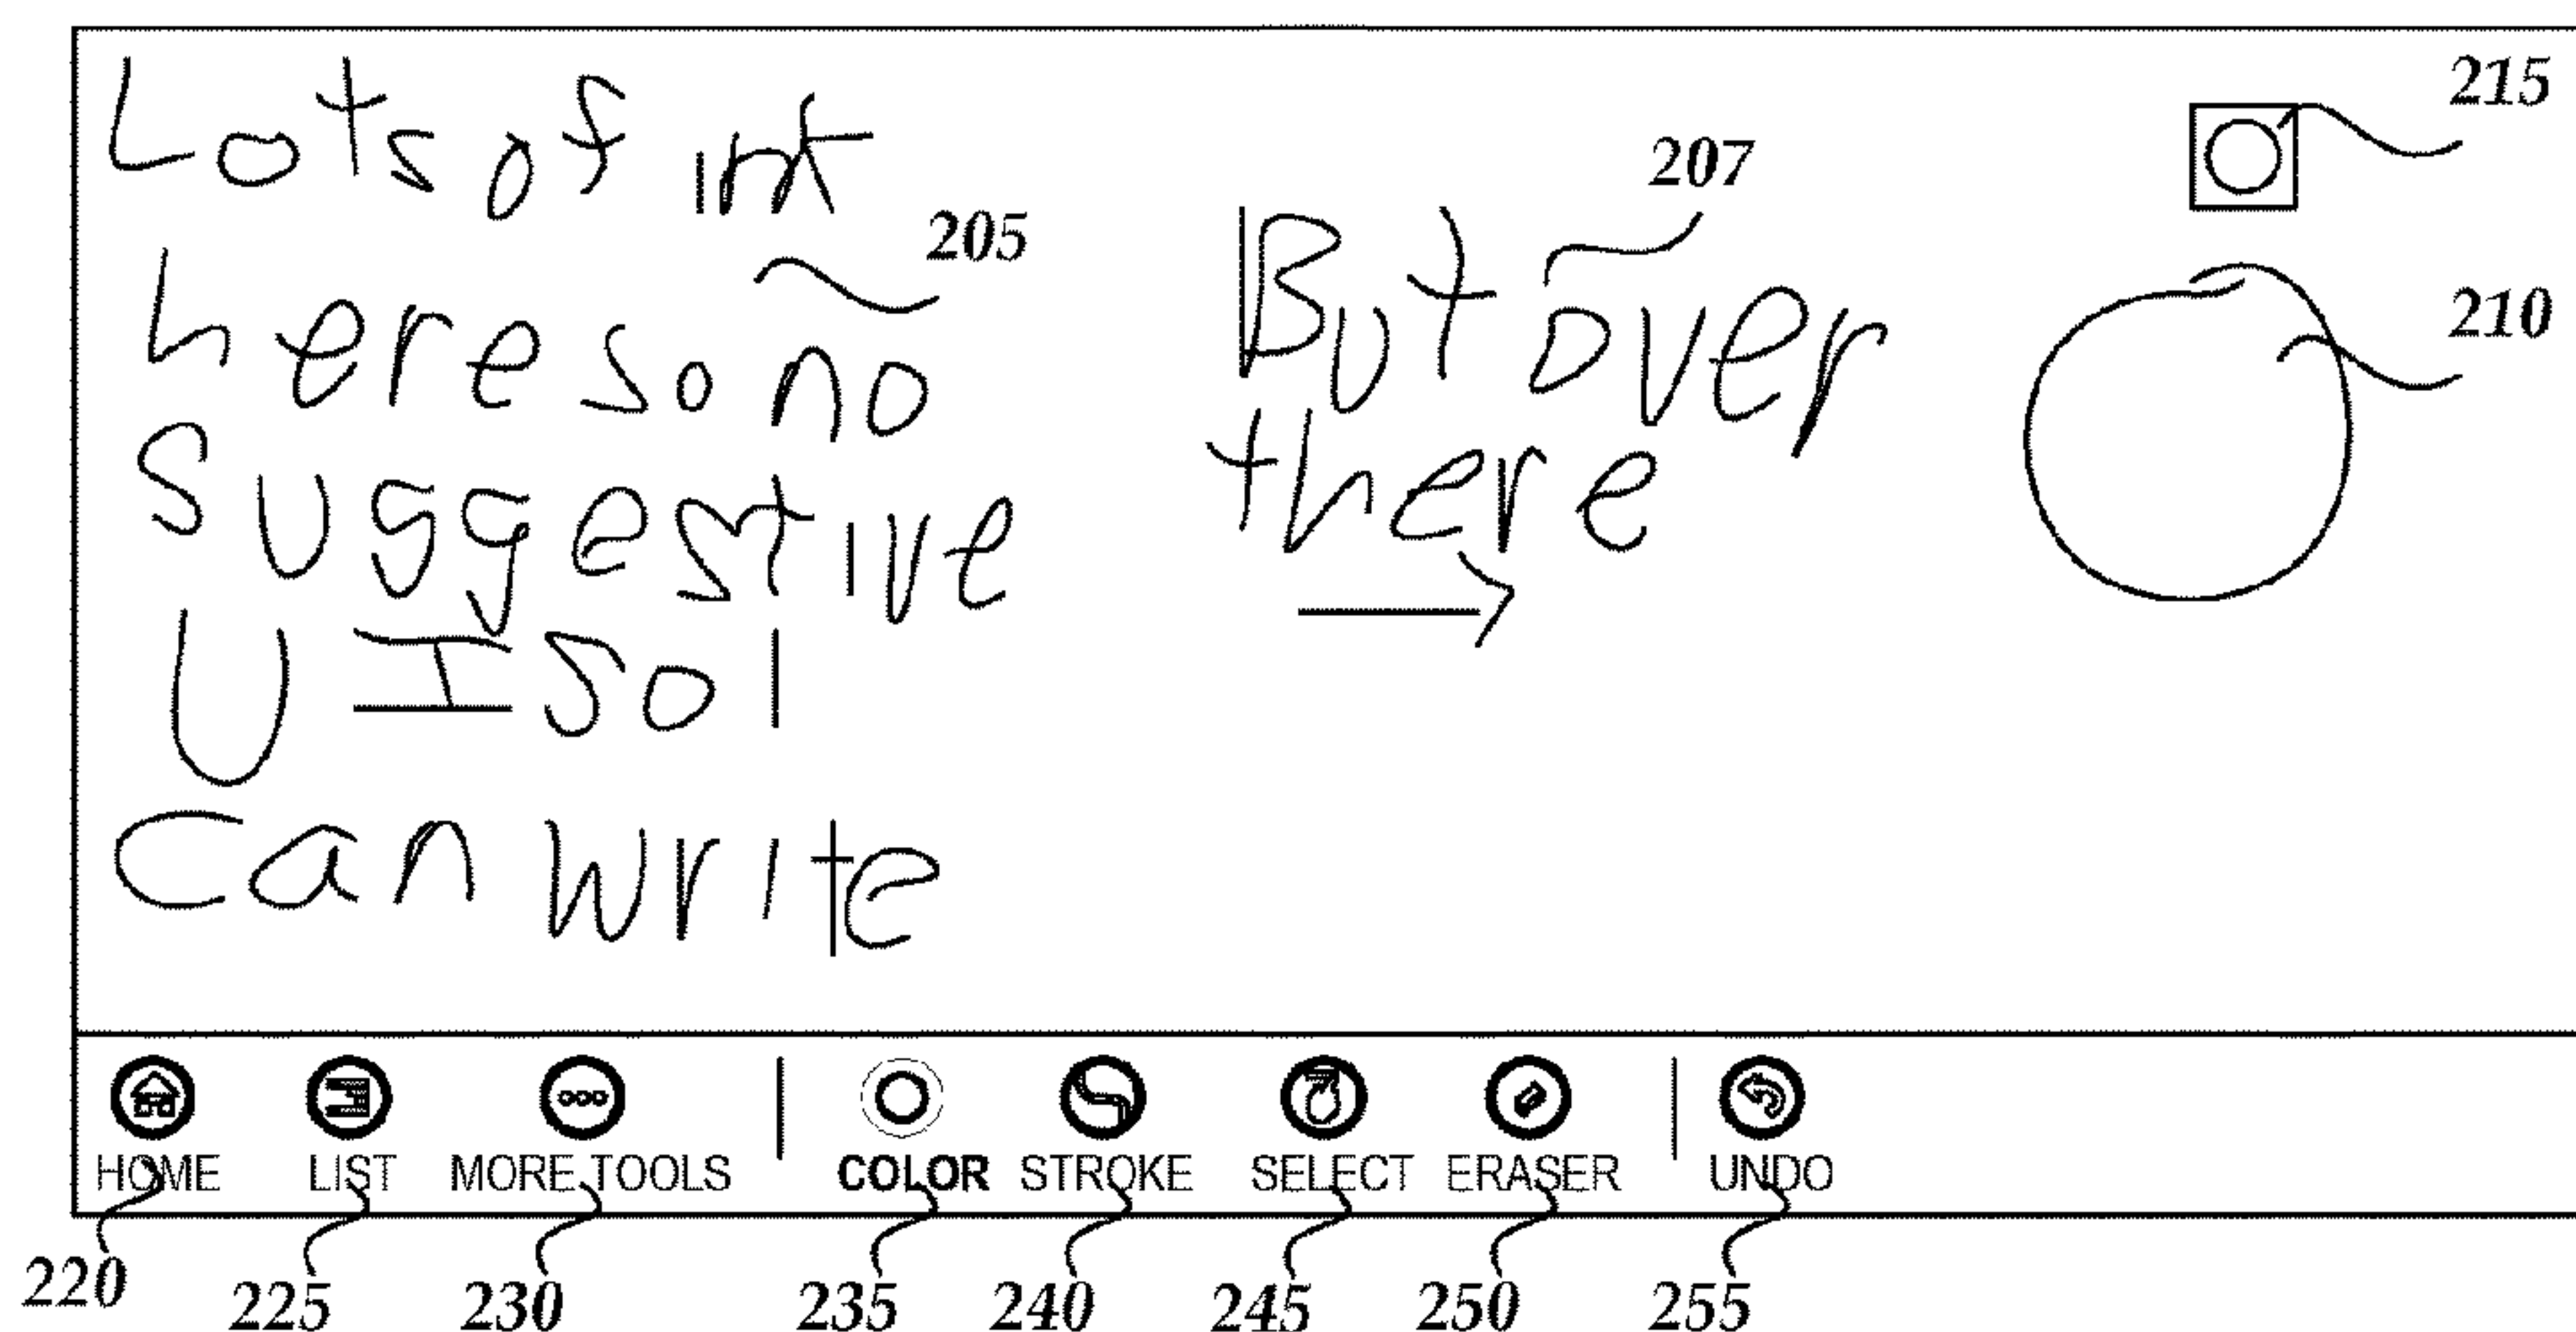 Lots of ink
205
here so no
Suggestive
U I so I
Can write
207
But over
there
215
210
HOME LIST MORE TOOLS COLOR STROKE SELECT ERASER UNDO
220 225 230 235 240 245 250 255